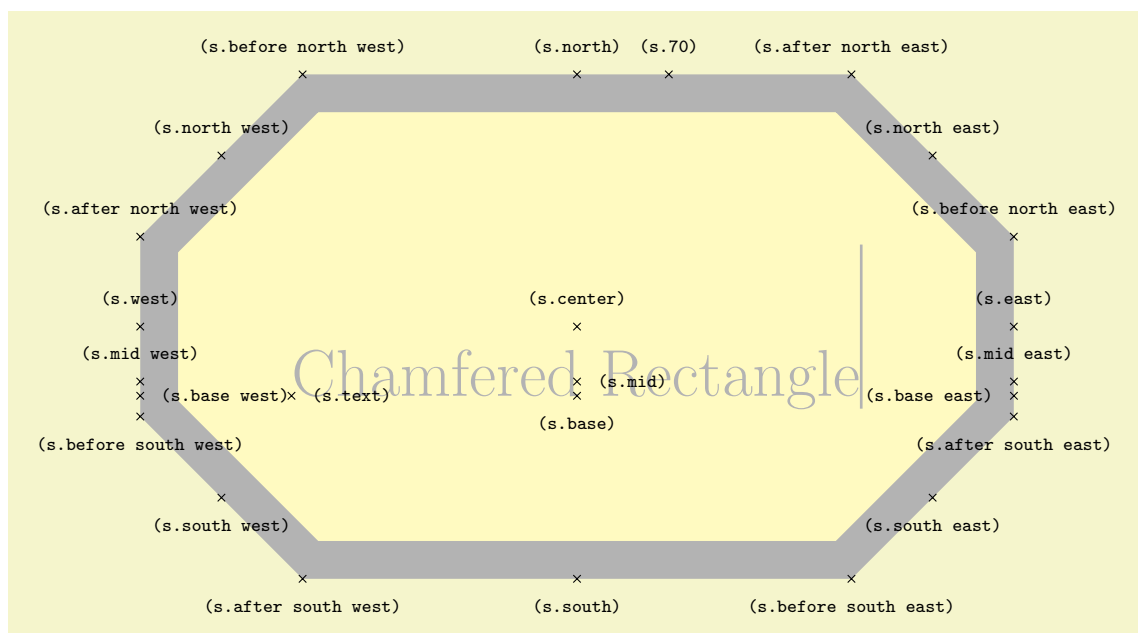 (s.before north west) (s.north) (s.70) (s.after north east)
(s.north west) (s.north east)
(s.after north west) (s.before north east)
(s.west) (s.center) (s.east)
(s.mid west) (s.mid east)
Chamfered Rectangle
(s.mid)
(s.base west) (s.text) (s.base east)
(s.base)
(s.before south west) (s.after south east)
(s.south west) (s.south east)
(s.after south west) (s.south) (s.before south east)